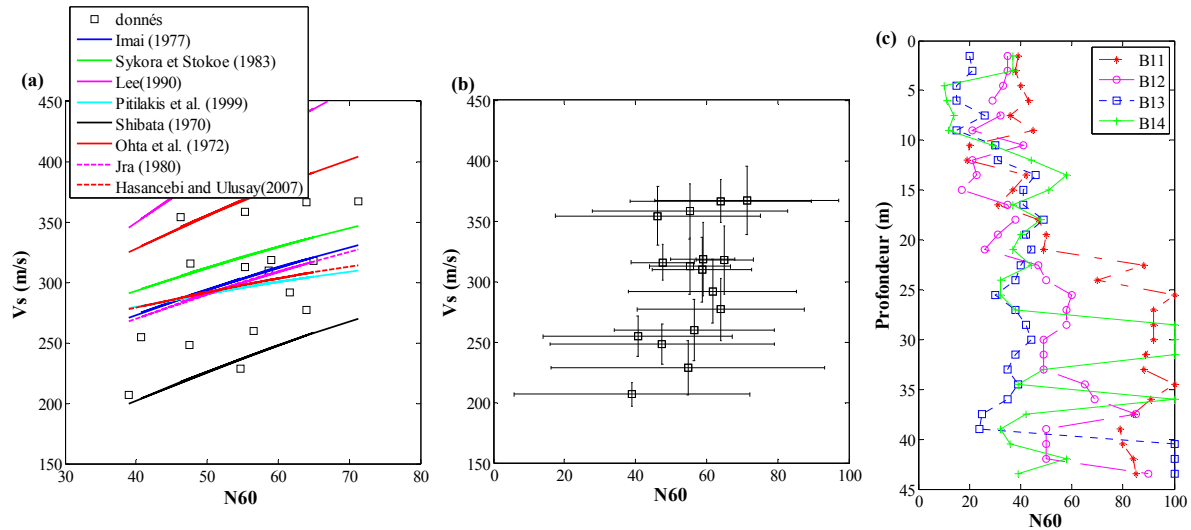 (a)
donnés
Imai (1977)
Sykora et Stokoe (1983)
Lee(1990)
Pitilakis et al. (1999)
Shibata (1970)
Ohta et al. (1972)
Jra (1980)
Hasancebi and Ulusay(2007)
450
400
350
300
250
200
150
Vs (m/s)
30 40 50 60 70 80
N60
(b)
450
400
350
300
250
200
150
Vs (m/s)
0 20 40 60 80 100
N60
(c)
B11
B12
B13
B14
0
5
10
15
20
25
30
35
40
45
Profondeur (m)
0 20 40 60 80 100
N60